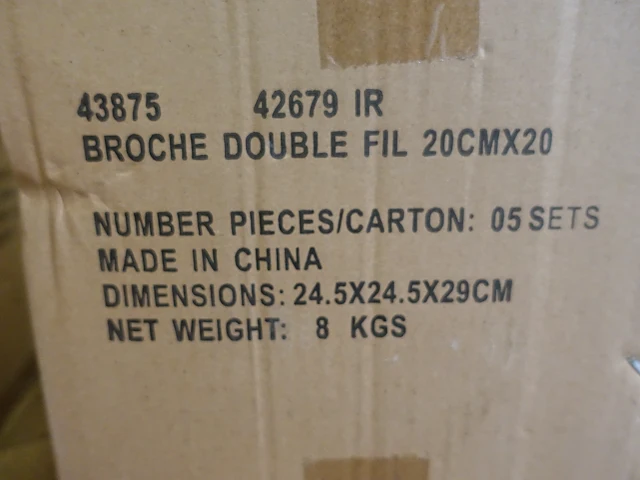 43875 42679 IR
BROCHE DOUBLE FIL 20CMX20
NUMBER PIECES/CARTON: 05 SETS
MADE IN CHINA
DIMENSIONS: 24.5X24.5X29CM
NET WEIGHT: 8 KGS